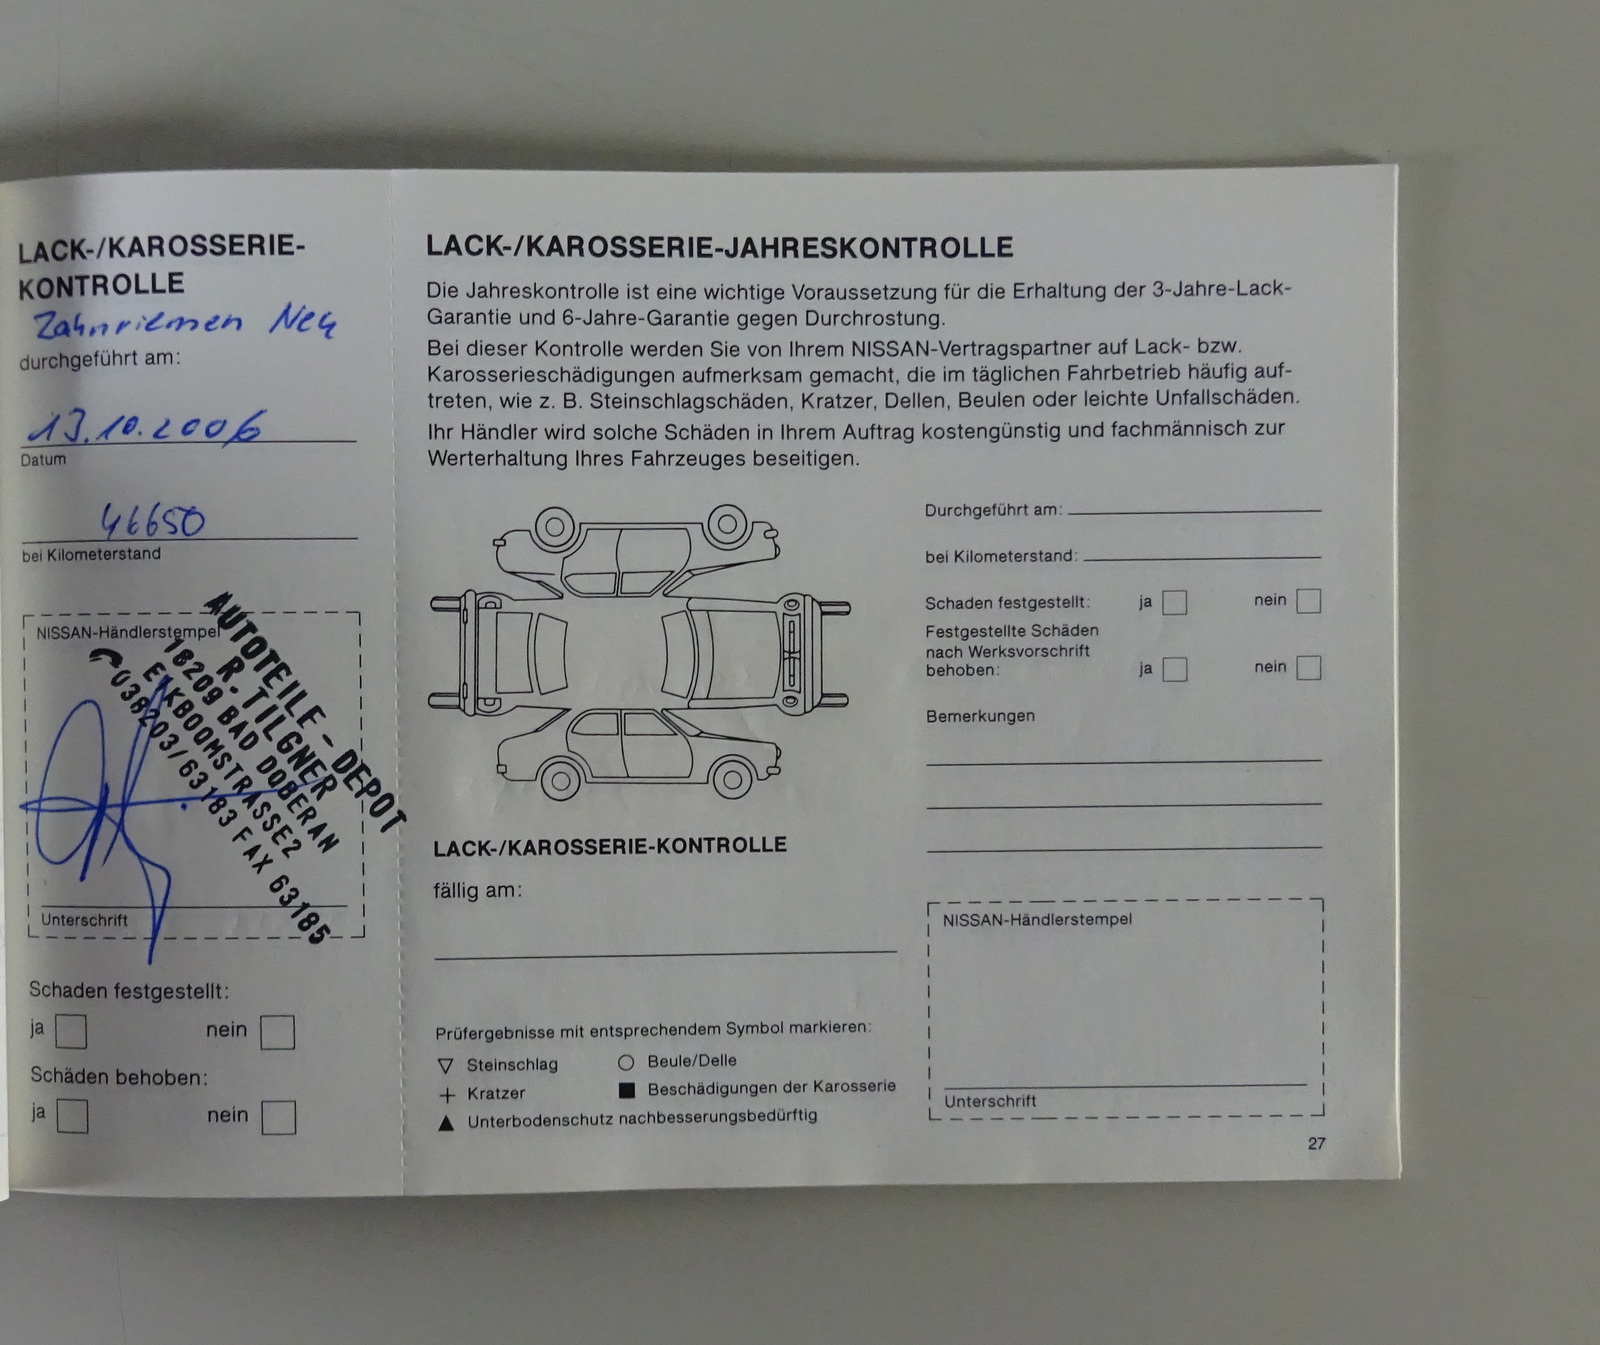 LACK-/KAROSSERIE-
KONTROLLE
Zahnriemen Neu
durchgeführt am:
13.10.2006
Datum
46650
bei Kilometerstand
NISSAN-Händlerstempel
AUTOTEILE - DEPOT
R. TILGNER
18209 BAD DOBERAN
EIKBOOMSTRASSE2
038203/63183 FAX 63185
Unterschrift
Schaden festgestellt:
ja nein
Schäden behoben:
ja nein
LACK-/KAROSSERIE-JAHRESKONTROLLE
Die Jahreskontrolle ist eine wichtige Voraussetzung für die Erhaltung der 3-Jahre-Lack-
Garantie und 6-Jahre-Garantie gegen Durchrostung.
Bei dieser Kontrolle werden Sie von Ihrem NISSAN-Vertragspartner auf Lack- bzw.
Karosserieschädigungen aufmerksam gemacht, die im täglichen Fahrbetrieb häufig auf-
treten, wie z. B. Steinschlagschäden, Kratzer, Dellen, Beulen oder leichte Unfallschäden.
Ihr Händler wird solche Schäden in Ihrem Auftrag kostengünstig und fachmännisch zur
Werterhaltung Ihres Fahrzeuges beseitigen.
LACK-/KAROSSERIE-KONTROLLE
fällig am:
Prüfergebnisse mit entsprechendem Symbol markieren:
▽ Steinschlag ○ Beule/Delle
+ Kratzer ■ Beschädigungen der Karosserie
▲ Unterbodenschutz nachbesserungsbedürftig
Durchgeführt am:
bei Kilometerstand:
Schaden festgestellt: ja nein
Festgestellte Schäden
nach Werksvorschrift
behoben: ja nein
Bemerkungen
NISSAN-Händlerstempel
Unterschrift
27